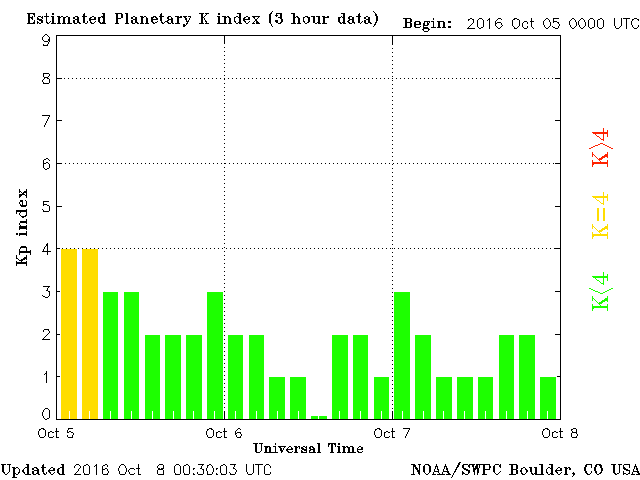 Estimated Planetary K index (3 hour data)
Begin: 2016 Oct 05 0000 UTC
9
8
7
6
5
4
3
2
1
0
Kp index
K>4
K=4
K<4
Oct 5 Oct 6 Oct 7 Oct 8
Universal Time
Updated 2016 Oct 8 00:30:03 UTC
NOAA/SWPC Boulder, CO USA